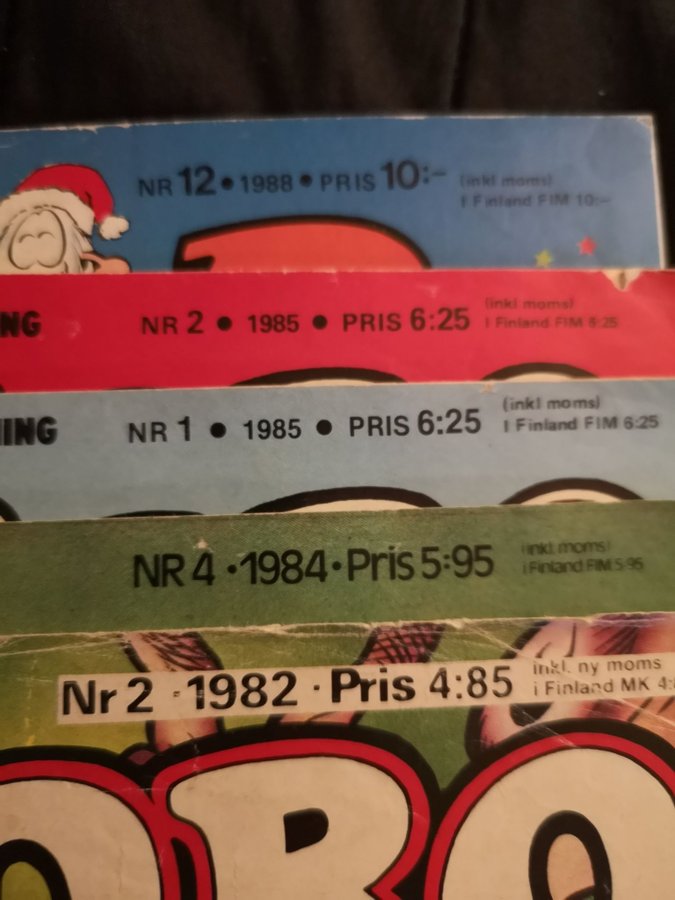 NR 12 • 1988 • PRIS 10:- (inkl moms)
I Finland FIM 10:-
NG NR 2 • 1985 • PRIS 6:25 (inkl moms)
I Finland FIM 6:25
ING NR 1 • 1985 • PRIS 6:25 (inkl moms)
I Finland FIM 6:25
NR 4 · 1984 · Pris 5:95 (inkl. moms)
i Finland FIM 5:95
Nr 2 · 1982 · Pris 4:85 inkl. ny moms
i Finland MK 4: